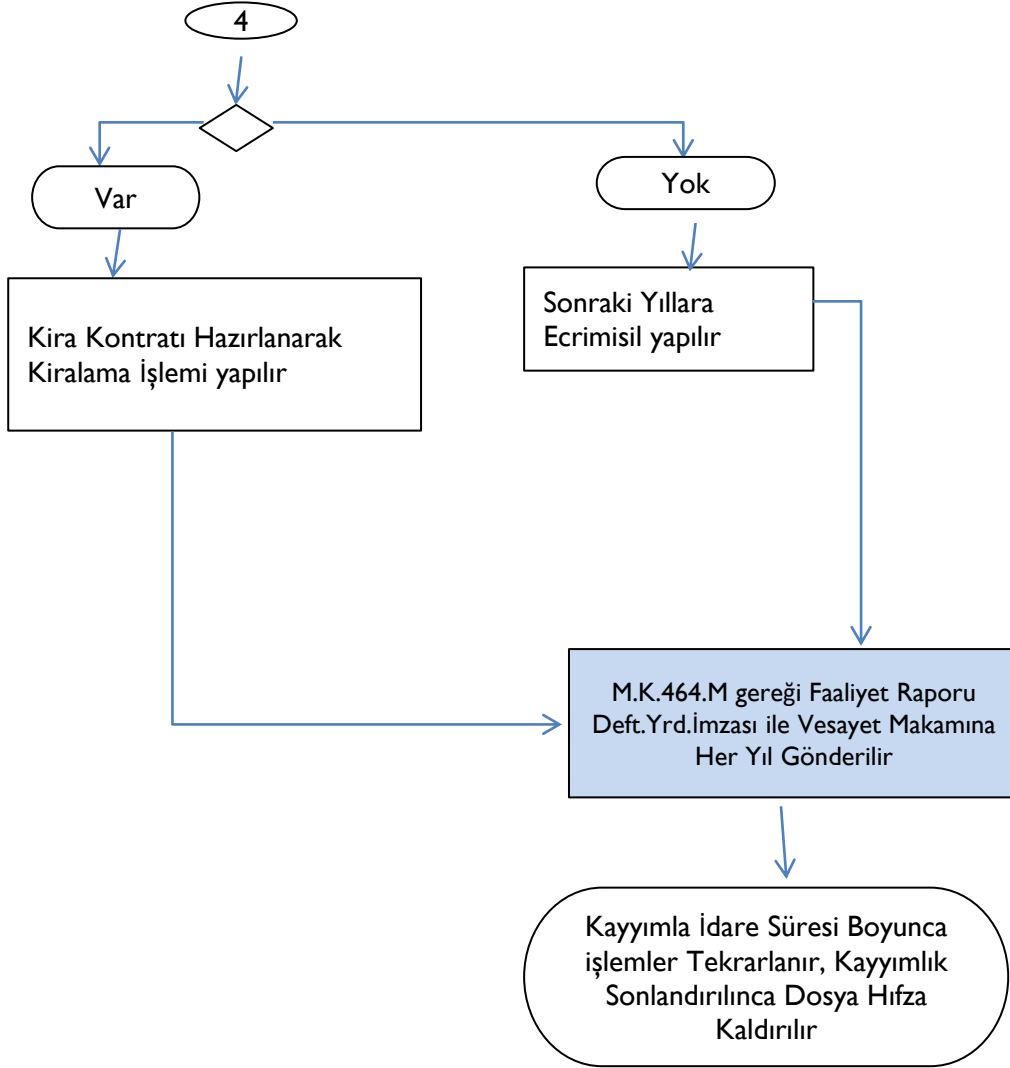 4
Var
Yok
Kira Kontratı Hazırlanarak
Kiralama İşlemi yapılır
Sonraki Yıllara
Ecrimisil yapılır
M.K.464.M gereği Faaliyet Raporu
Deft.Yrd.İmzası ile Vesayet Makamına
Her Yıl Gönderilir
Kayyımla İdare Süresi Boyunca
işlemler Tekrarlanır, Kayyımlık
Sonlandırılınca Dosya Hıfza
Kaldırılır